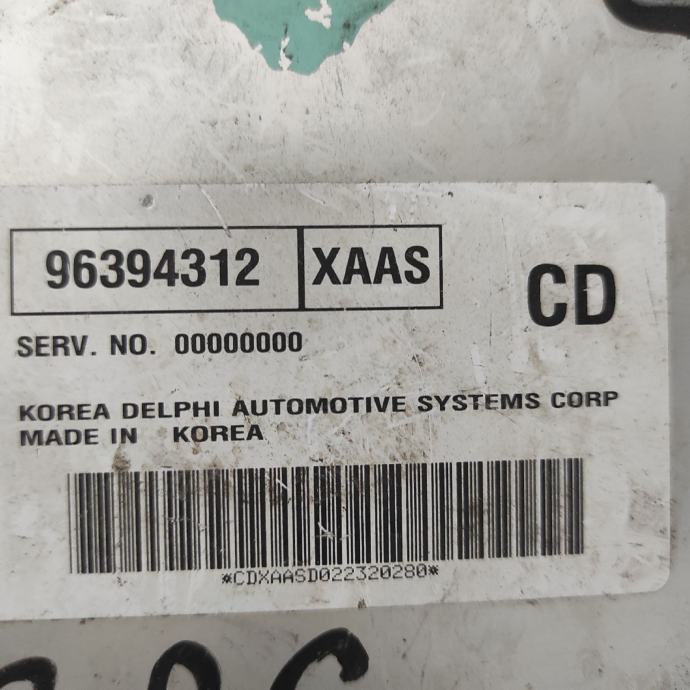 96394312 XAAS
CD
SERV. NO. 00000000
KOREA DELPHI AUTOMOTIVE SYSTEMS CORP
MADE IN KOREA
*CDXAASD022320280*